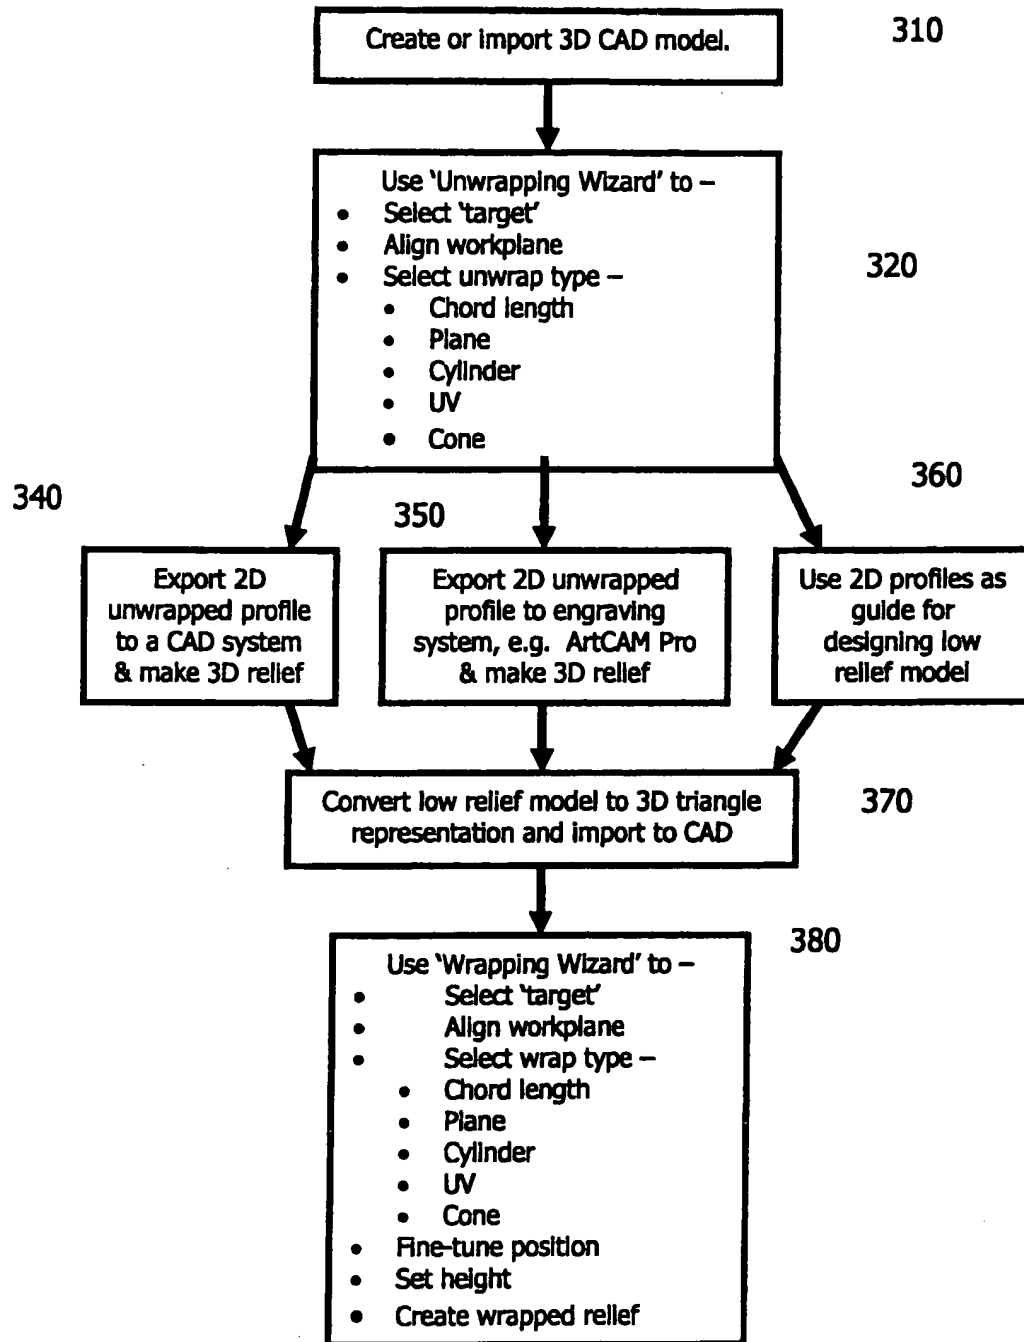 Create or import 3D CAD model.
310
Use 'Unwrapping Wizard' to –
• Select 'target'
• Align workplane
• Select unwrap type –
• Chord length
• Plane
• Cylinder
• UV
• Cone
320
340
350
360
Export 2D
unwrapped profile
to a CAD system
& make 3D relief
Export 2D unwrapped
profile to engraving
system, e.g. ArtCAM Pro
& make 3D relief
Use 2D profiles as
guide for
designing low
relief model
Convert low relief model to 3D triangle
representation and import to CAD
370
380
Use 'Wrapping Wizard' to –
• Select 'target'
• Align workplane
• Select wrap type –
• Chord length
• Plane
• Cylinder
• UV
• Cone
• Fine-tune position
• Set height
• Create wrapped relief